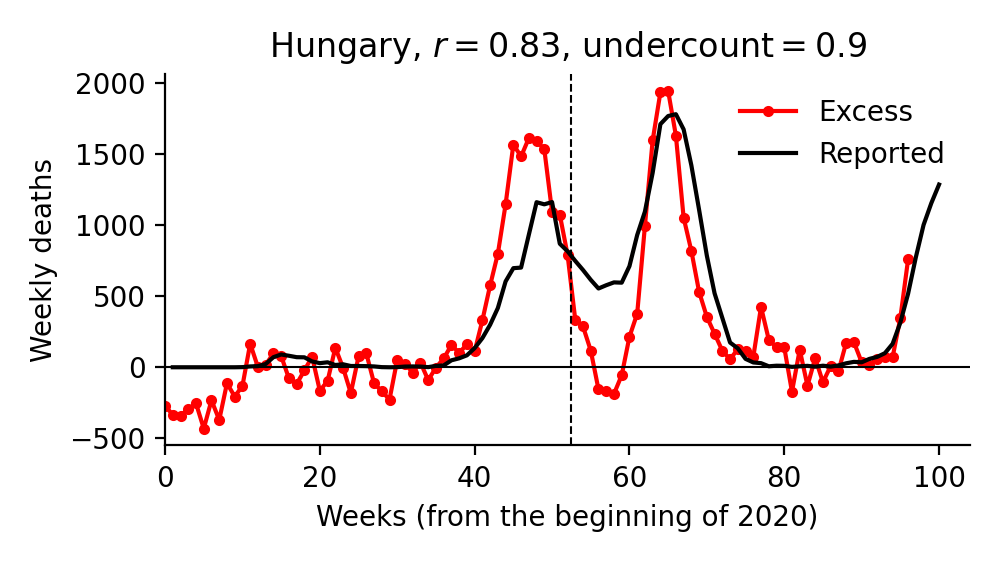 Hungary, r = 0.83, undercount = 0.9
Weekly deaths
2000
1500
1000
500
0
−500
Excess
Reported
0 20 40 60 80 100
Weeks (from the beginning of 2020)